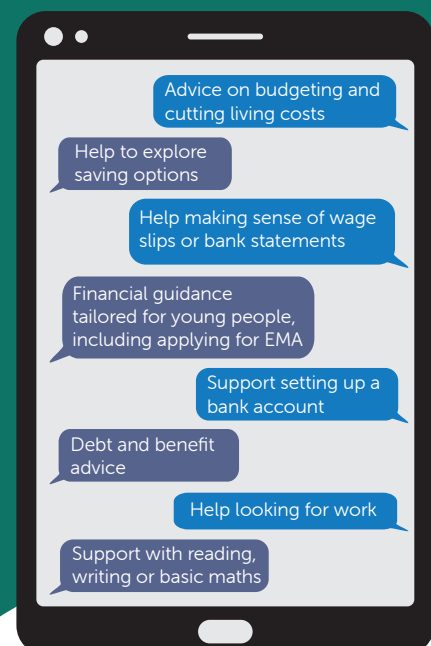 Advice on budgeting and
cutting living costs
Help to explore
saving options
Help making sense of wage
slips or bank statements
Financial guidance
tailored for young people,
including applying for EMA
Support setting up a
bank account
Debt and benefit
advice
Help looking for work
Support with reading,
writing or basic maths